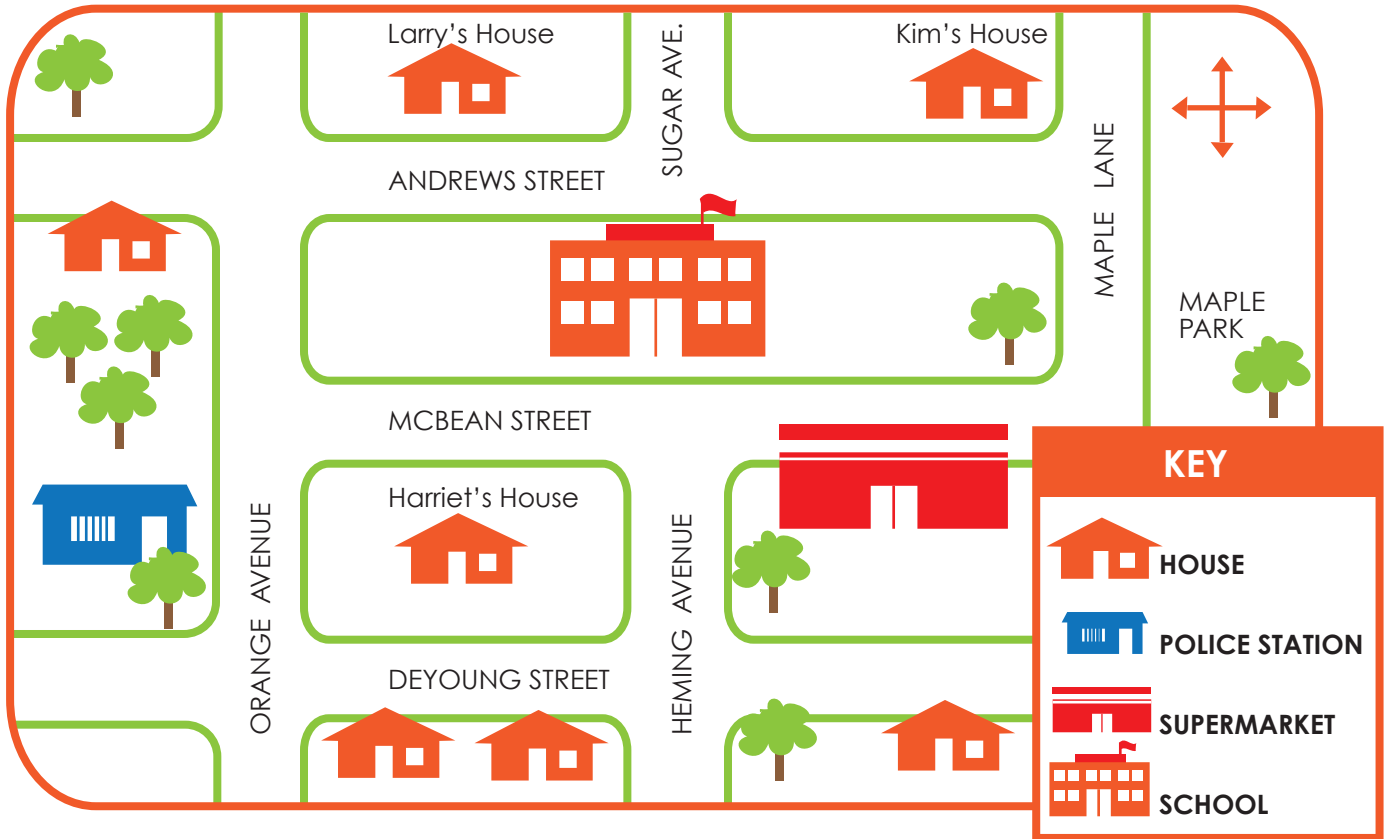 Larry's House
SUGAR AVE.
Kim's House
ANDREWS STREET
MAPLE LANE
MAPLE
PARK
MCBEAN STREET
Harriet's House
ORANGE AVENUE
HEMING AVENUE
DEYOUNG STREET
KEY
HOUSE
POLICE STATION
SUPERMARKET
SCHOOL